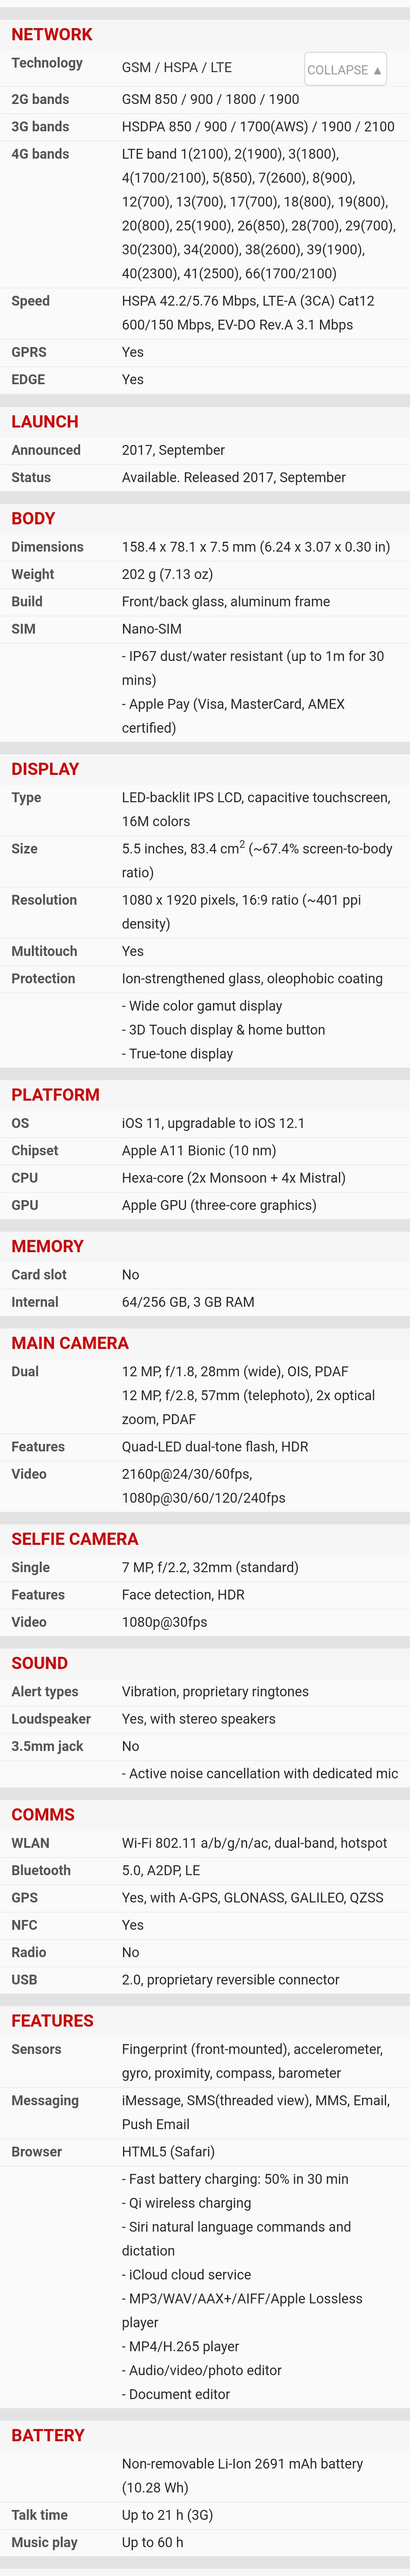 NETWORK
Technology GSM / HSPA / LTE COLLAPSE ▲
2G bands GSM 850 / 900 / 1800 / 1900
3G bands HSDPA 850 / 900 / 1700(AWS) / 1900 / 2100
4G bands LTE band 1(2100), 2(1900), 3(1800),
4(1700/2100), 5(850), 7(2600), 8(900),
12(700), 13(700), 17(700), 18(800), 19(800),
20(800), 25(1900), 26(850), 28(700), 29(700),
30(2300), 34(2000), 38(2600), 39(1900),
40(2300), 41(2500), 66(1700/2100)
Speed HSPA 42.2/5.76 Mbps, LTE-A (3CA) Cat12
600/150 Mbps, EV-DO Rev.A 3.1 Mbps
GPRS Yes
EDGE Yes
LAUNCH
Announced 2017, September
Status Available. Released 2017, September
BODY
Dimensions 158.4 x 78.1 x 7.5 mm (6.24 x 3.07 x 0.30 in)
Weight 202 g (7.13 oz)
Build Front/back glass, aluminum frame
SIM Nano-SIM
- IP67 dust/water resistant (up to 1m for 30
mins)
- Apple Pay (Visa, MasterCard, AMEX
certified)
DISPLAY
Type LED-backlit IPS LCD, capacitive touchscreen,
16M colors
Size 5.5 inches, 83.4 cm² (~67.4% screen-to-body
ratio)
Resolution 1080 x 1920 pixels, 16:9 ratio (~401 ppi
density)
Multitouch Yes
Protection Ion-strengthened glass, oleophobic coating
- Wide color gamut display
- 3D Touch display & home button
- True-tone display
PLATFORM
OS iOS 11, upgradable to iOS 12.1
Chipset Apple A11 Bionic (10 nm)
CPU Hexa-core (2x Monsoon + 4x Mistral)
GPU Apple GPU (three-core graphics)
MEMORY
Card slot No
Internal 64/256 GB, 3 GB RAM
MAIN CAMERA
Dual 12 MP, f/1.8, 28mm (wide), OIS, PDAF
12 MP, f/2.8, 57mm (telephoto), 2x optical
zoom, PDAF
Features Quad-LED dual-tone flash, HDR
Video 2160p@24/30/60fps,
1080p@30/60/120/240fps
SELFIE CAMERA
Single 7 MP, f/2.2, 32mm (standard)
Features Face detection, HDR
Video 1080p@30fps
SOUND
Alert types Vibration, proprietary ringtones
Loudspeaker Yes, with stereo speakers
3.5mm jack No
- Active noise cancellation with dedicated mic
COMMS
WLAN Wi-Fi 802.11 a/b/g/n/ac, dual-band, hotspot
Bluetooth 5.0, A2DP, LE
GPS Yes, with A-GPS, GLONASS, GALILEO, QZSS
NFC Yes
Radio No
USB 2.0, proprietary reversible connector
FEATURES
Sensors Fingerprint (front-mounted), accelerometer,
gyro, proximity, compass, barometer
Messaging iMessage, SMS(threaded view), MMS, Email,
Push Email
Browser HTML5 (Safari)
- Fast battery charging: 50% in 30 min
- Qi wireless charging
- Siri natural language commands and
dictation
- iCloud cloud service
- MP3/WAV/AAX+/AIFF/Apple Lossless
player
- MP4/H.265 player
- Audio/video/photo editor
- Document editor
BATTERY
Non-removable Li-Ion 2691 mAh battery
(10.28 Wh)
Talk time Up to 21 h (3G)
Music play Up to 60 h